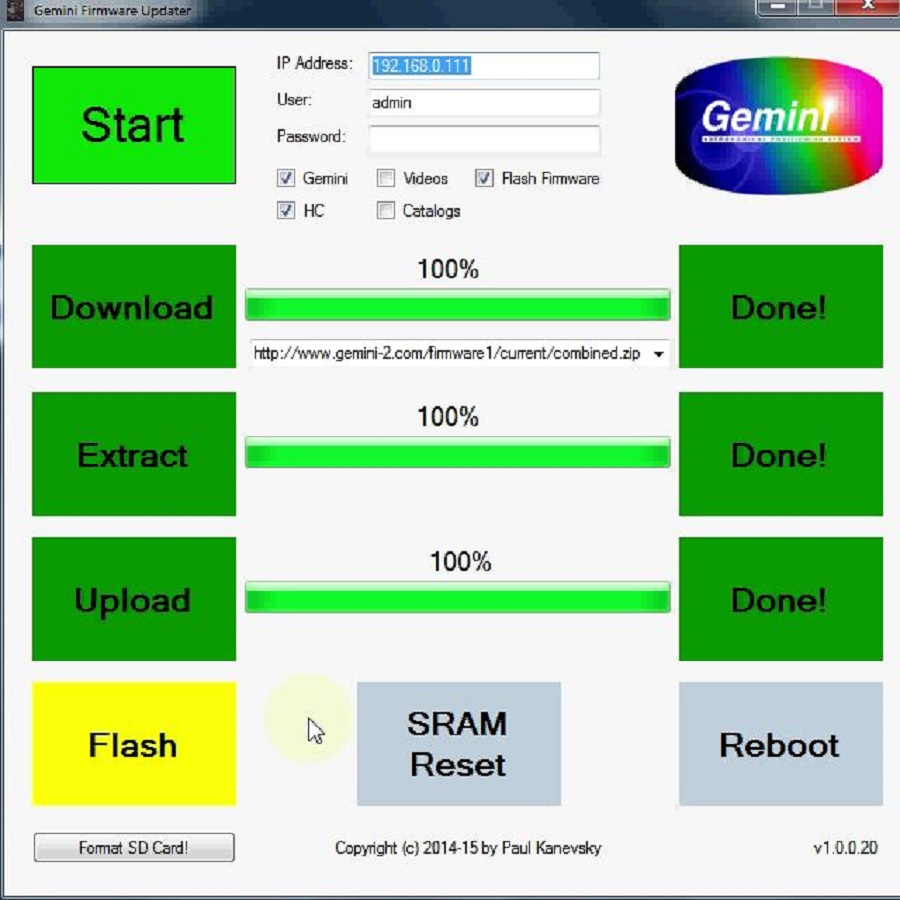 Gemini Firmware Updater
Start
IP Address: 192.168.0.111
User: admin
Password:
Gemini Videos Flash Firmware
HC Catalogs
Gemini
Download 100% Done!
http://www.gemini-2.com/firmware1/current/combined.zip
Extract 100% Done!
Upload 100% Done!
Flash SRAM Reset Reboot
Format SD Card! Copyright (c) 2014-15 by Paul Kanevsky v1.0.0.20